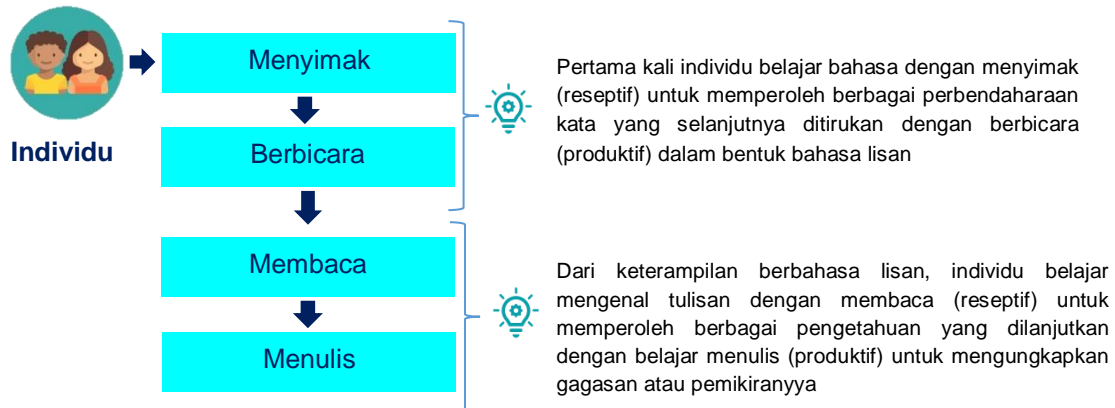 Individu
Menyimak
Berbicara
Pertama kali individu belajar bahasa dengan menyimak
(reseptif) untuk memperoleh berbagai perbendaharaan
kata yang selanjutnya ditirukan dengan berbicara
(produktif) dalam bentuk bahasa lisan
Membaca
Menulis
Dari keterampilan berbahasa lisan, individu belajar
mengenal tulisan dengan membaca (reseptif) untuk
memperoleh berbagai pengetahuan yang dilanjutkan
dengan belajar menulis (produktif) untuk mengungkapkan
gagasan atau pemikiranyya